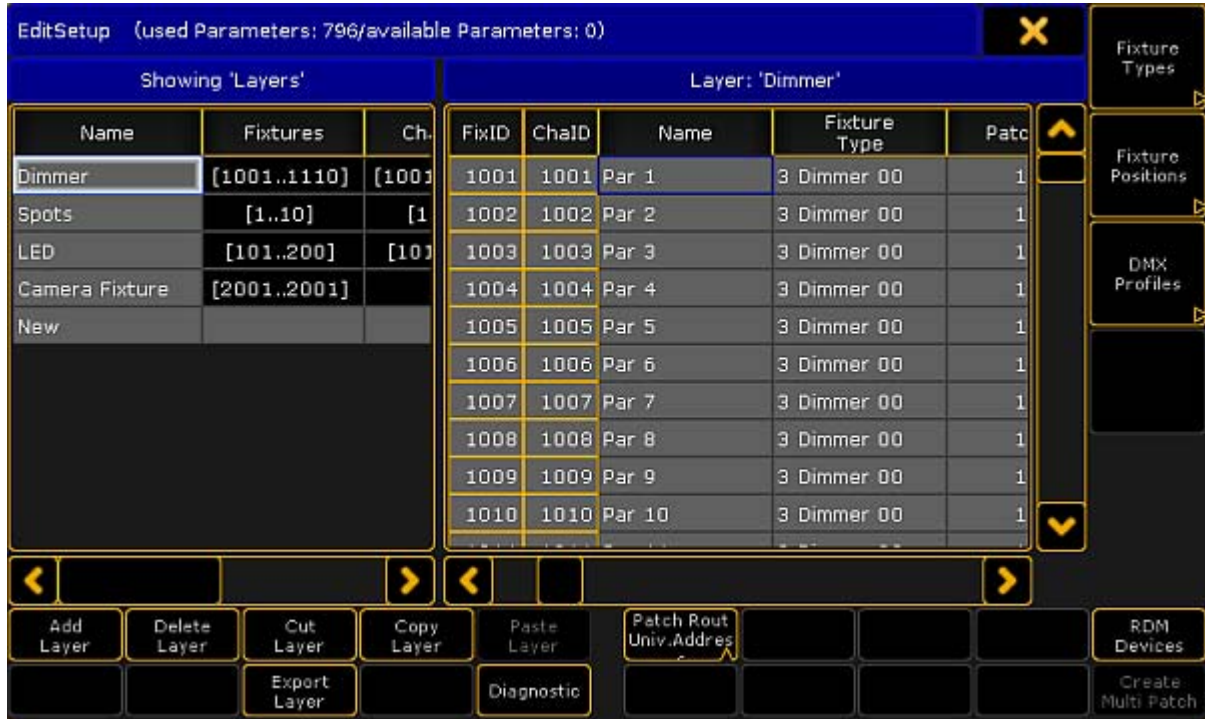 EditSetup (used Parameters: 796/available Parameters: 0)
Fixture
Types
Showing 'Layers'
Layer: 'Dimmer'
Name Fixtures Ch.
FixID ChaID Name Fixture Type Patc
Dimmer [1001..1110] [1001
Spots [1..10] [1
LED [101..200] [101
Camera Fixture [2001..2001]
New
1001 1001 Par 1 3 Dimmer 00 1
1002 1002 Par 2 3 Dimmer 00 1
1003 1003 Par 3 3 Dimmer 00 1
1004 1004 Par 4 3 Dimmer 00 1
1005 1005 Par 5 3 Dimmer 00 1
1006 1006 Par 6 3 Dimmer 00 1
1007 1007 Par 7 3 Dimmer 00 1
1008 1008 Par 8 3 Dimmer 00 1
1009 1009 Par 9 3 Dimmer 00 1
1010 1010 Par 10 3 Dimmer 00 1
Fixture
Positions
DMX
Profiles
Add
Layer
Delete
Layer
Cut
Layer
Copy
Layer
Paste
Layer
Patch Rout
Univ.Addres
RDM
Devices
Export
Layer
Diagnostic
Create
Multi Patch